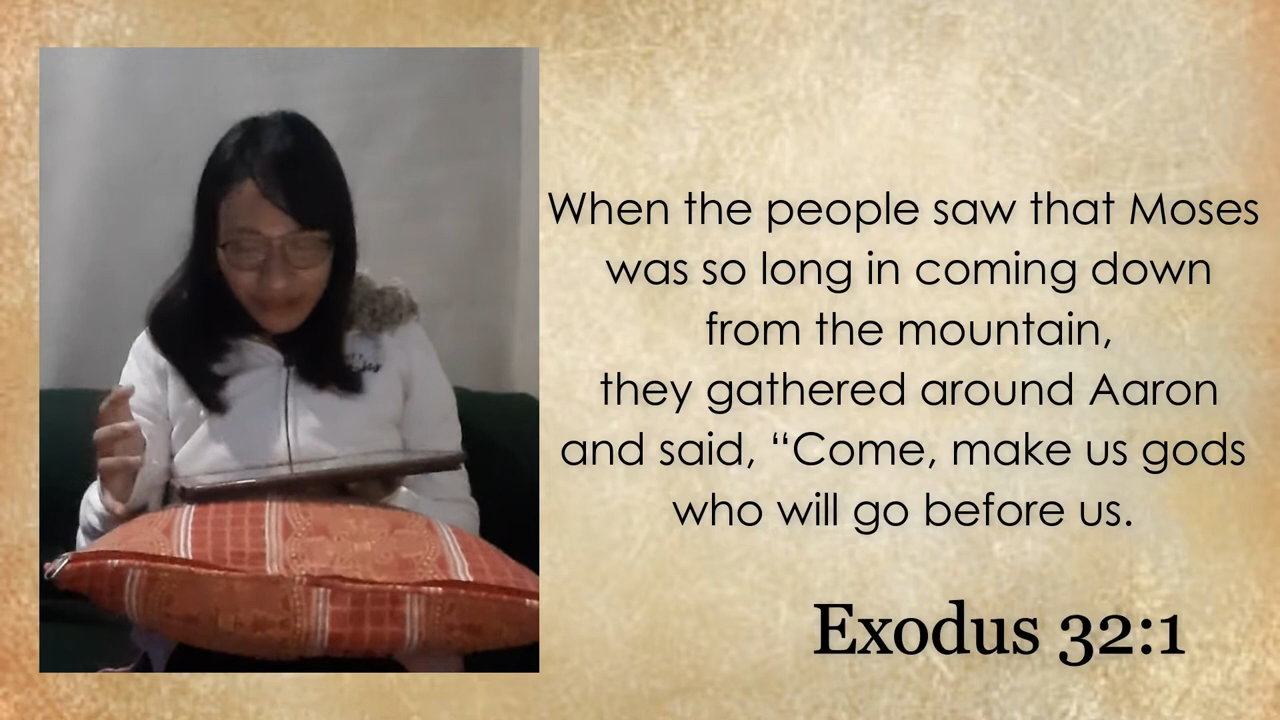 When the people saw that Moses
was so long in coming down
from the mountain,
they gathered around Aaron
and said, “Come, make us gods
who will go before us.
Exodus 32:1